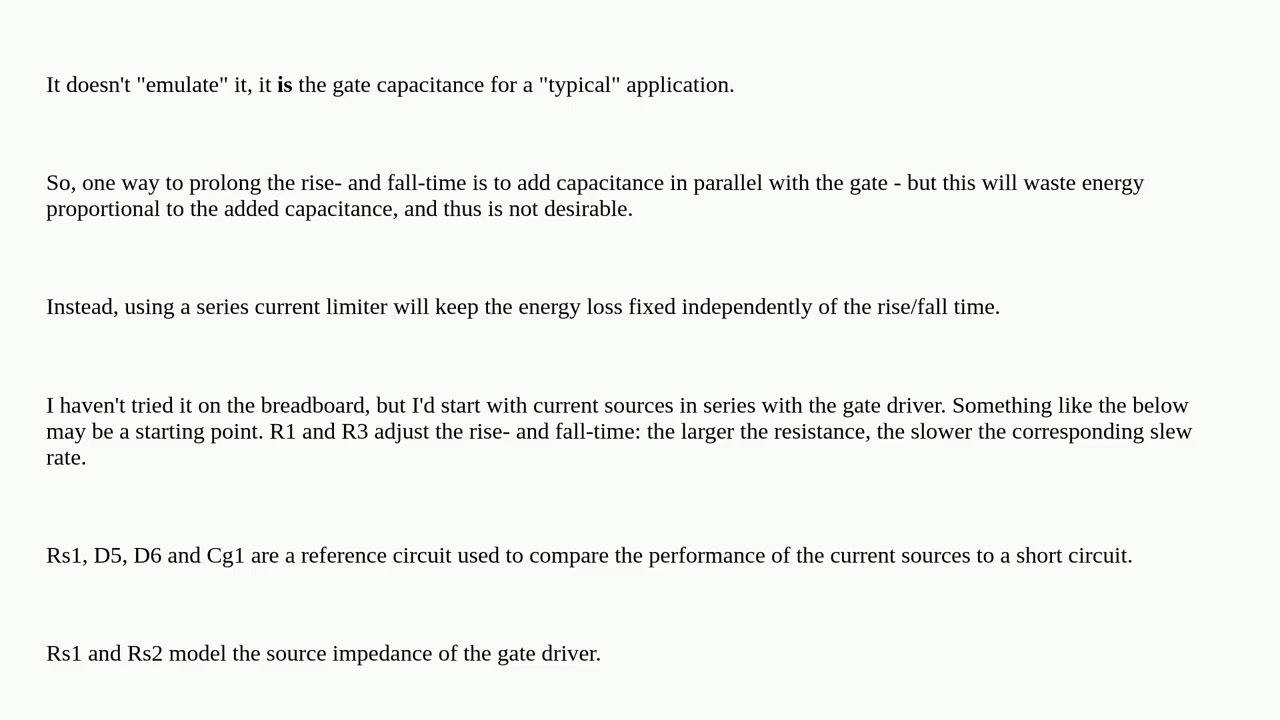 It doesn't "emulate" it, it is the gate capacitance for a "typical" application.
So, one way to prolong the rise- and fall-time is to add capacitance in parallel with the gate - but this will waste energy
proportional to the added capacitance, and thus is not desirable.
Instead, using a series current limiter will keep the energy loss fixed independently of the rise/fall time.
I haven't tried it on the breadboard, but I'd start with current sources in series with the gate driver. Something like the below
may be a starting point. R1 and R3 adjust the rise- and fall-time: the larger the resistance, the slower the corresponding slew
rate.
Rs1, D5, D6 and Cg1 are a reference circuit used to compare the performance of the current sources to a short circuit.
Rs1 and Rs2 model the source impedance of the gate driver.